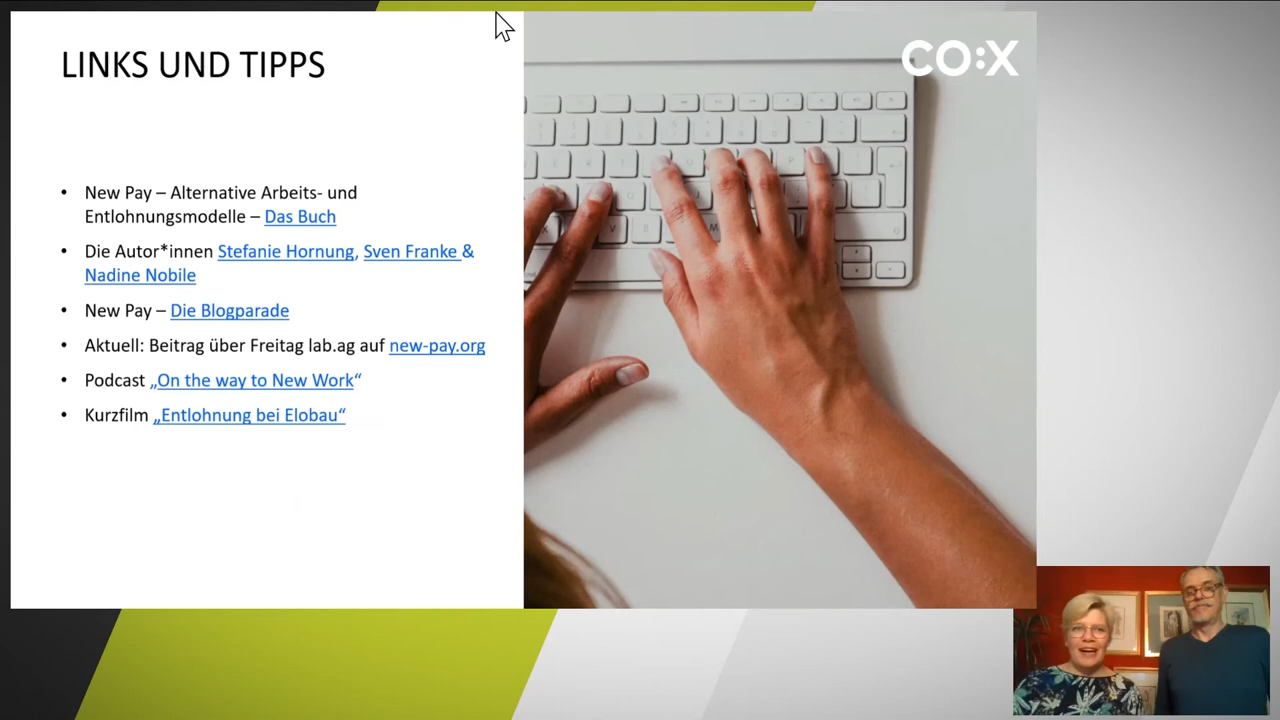 LINKS UND TIPPS
CO:X
• New Pay – Alternative Arbeits- und
Entlohnungsmodelle – Das Buch
• Die Autor*innen Stefanie Hornung, Sven Franke &
Nadine Nobile
• New Pay – Die Blogparade
• Aktuell: Beitrag über Freitag lab.ag auf new-pay.org
• Podcast „On the way to New Work“
• Kurzfilm „Entlohnung bei Elobau“